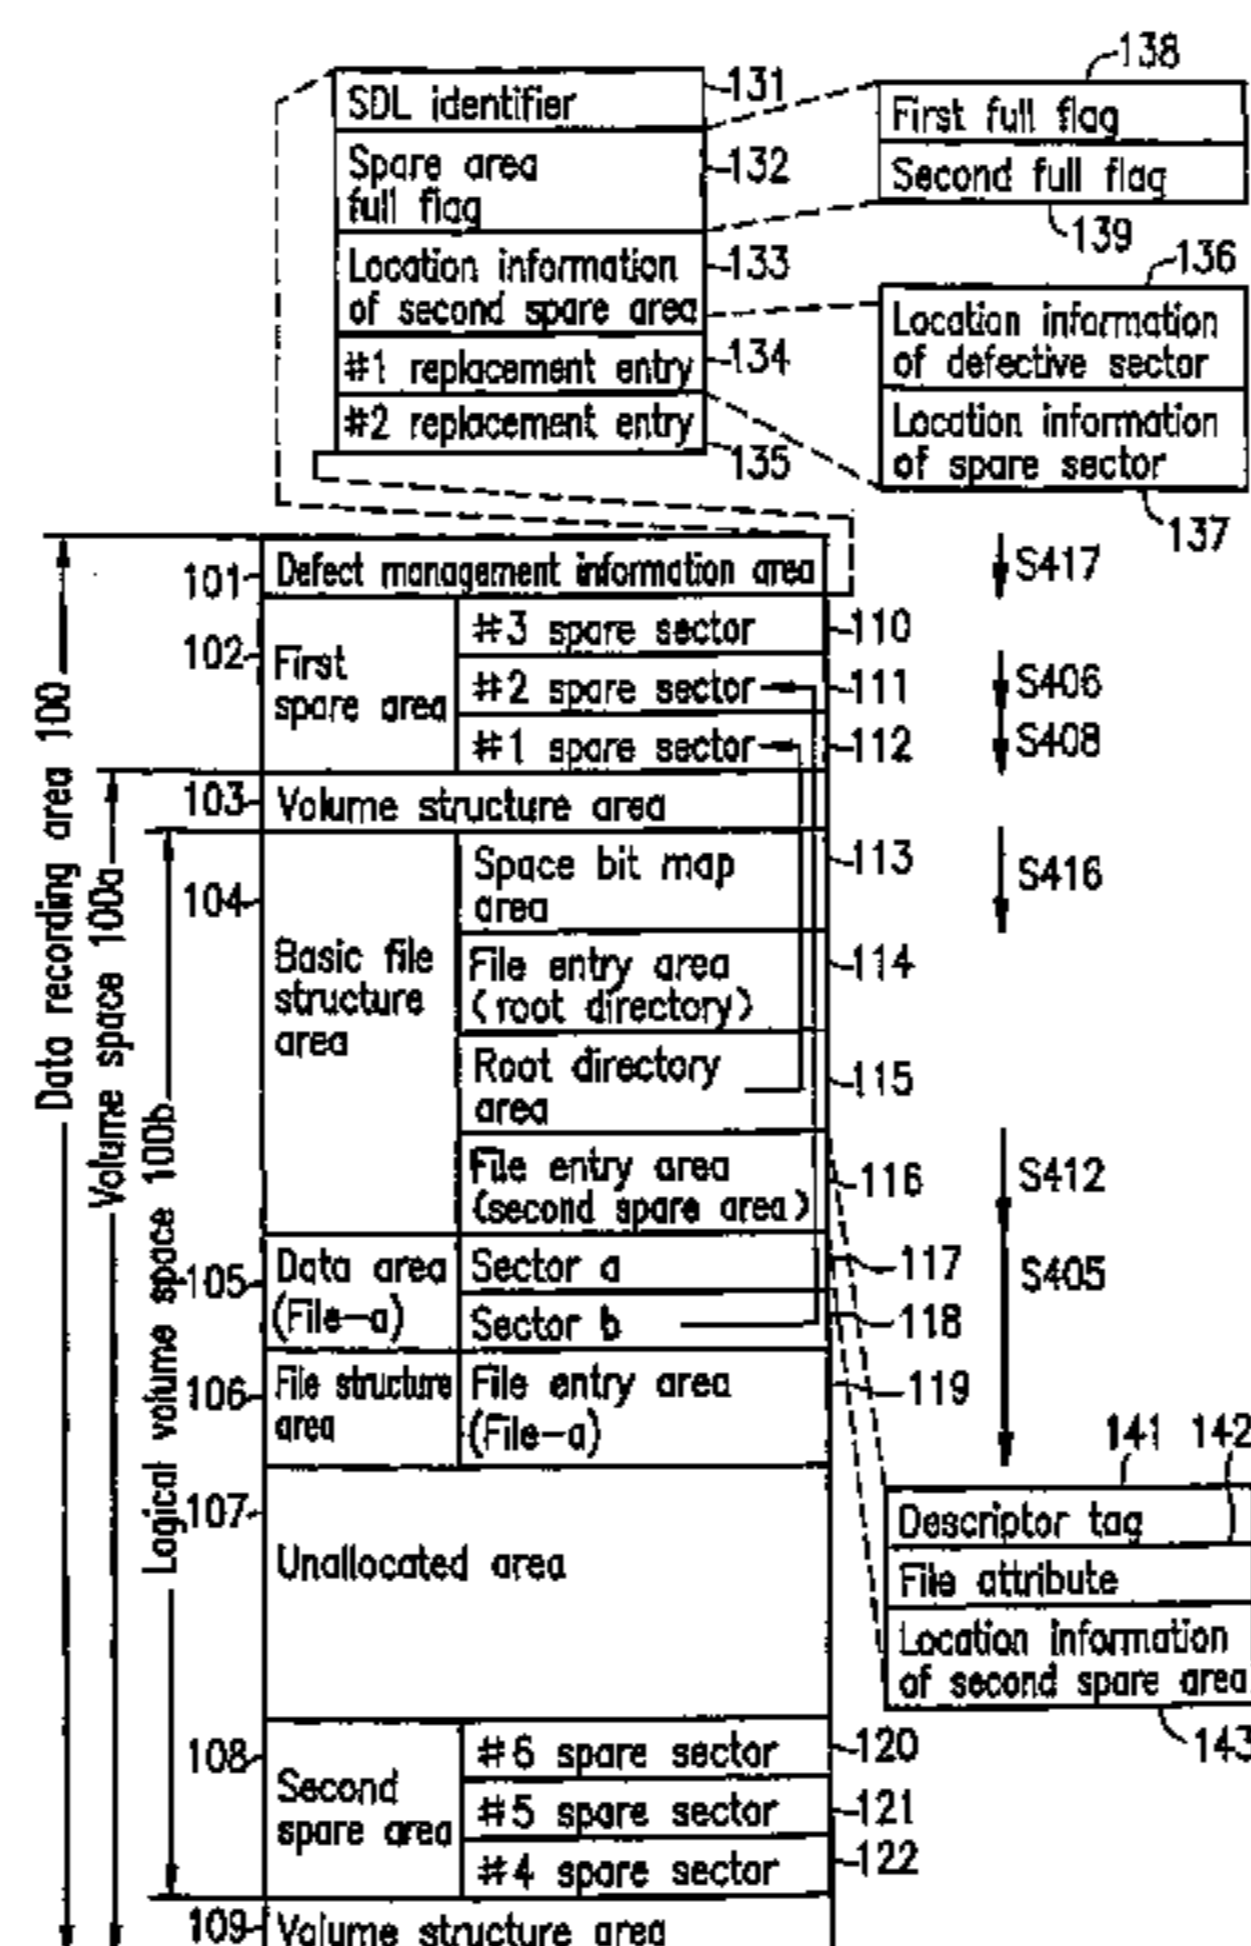 138
SDL identifier
131
First full flag
Spare area
full flag
132
Second full flag
139
Location information
of second spare area
133
136
Location information
of defective sector
#1 replacement entry
134
Location information
of spare sector
#2 replacement entry
135
137
101
Defect management information area
S417
102
First
spare area
#3 spare sector
110
#2 spare sector
111
S406
#1 spare sector
112
S408
103
Volume structure area
104
Basic file
structure
area
Space bit map
area
113
S416
File entry area
(root directory)
114
Root directory
area
115
File entry area
(second spare area)
116
S412
105
Data area
(File-a)
Sector a
117
S405
Sector b
118
106
File structure
area
File entry area
(File-a)
119
141
142
107
Unallocated area
Descriptor tag
File attribute
Location information
of second spare area
143
108
Second
spare area
#6 spare sector
120
#5 spare sector
121
#4 spare sector
122
109
Volume structure area
Data recording area 100
Volume space 100a
Logical volume space 100b